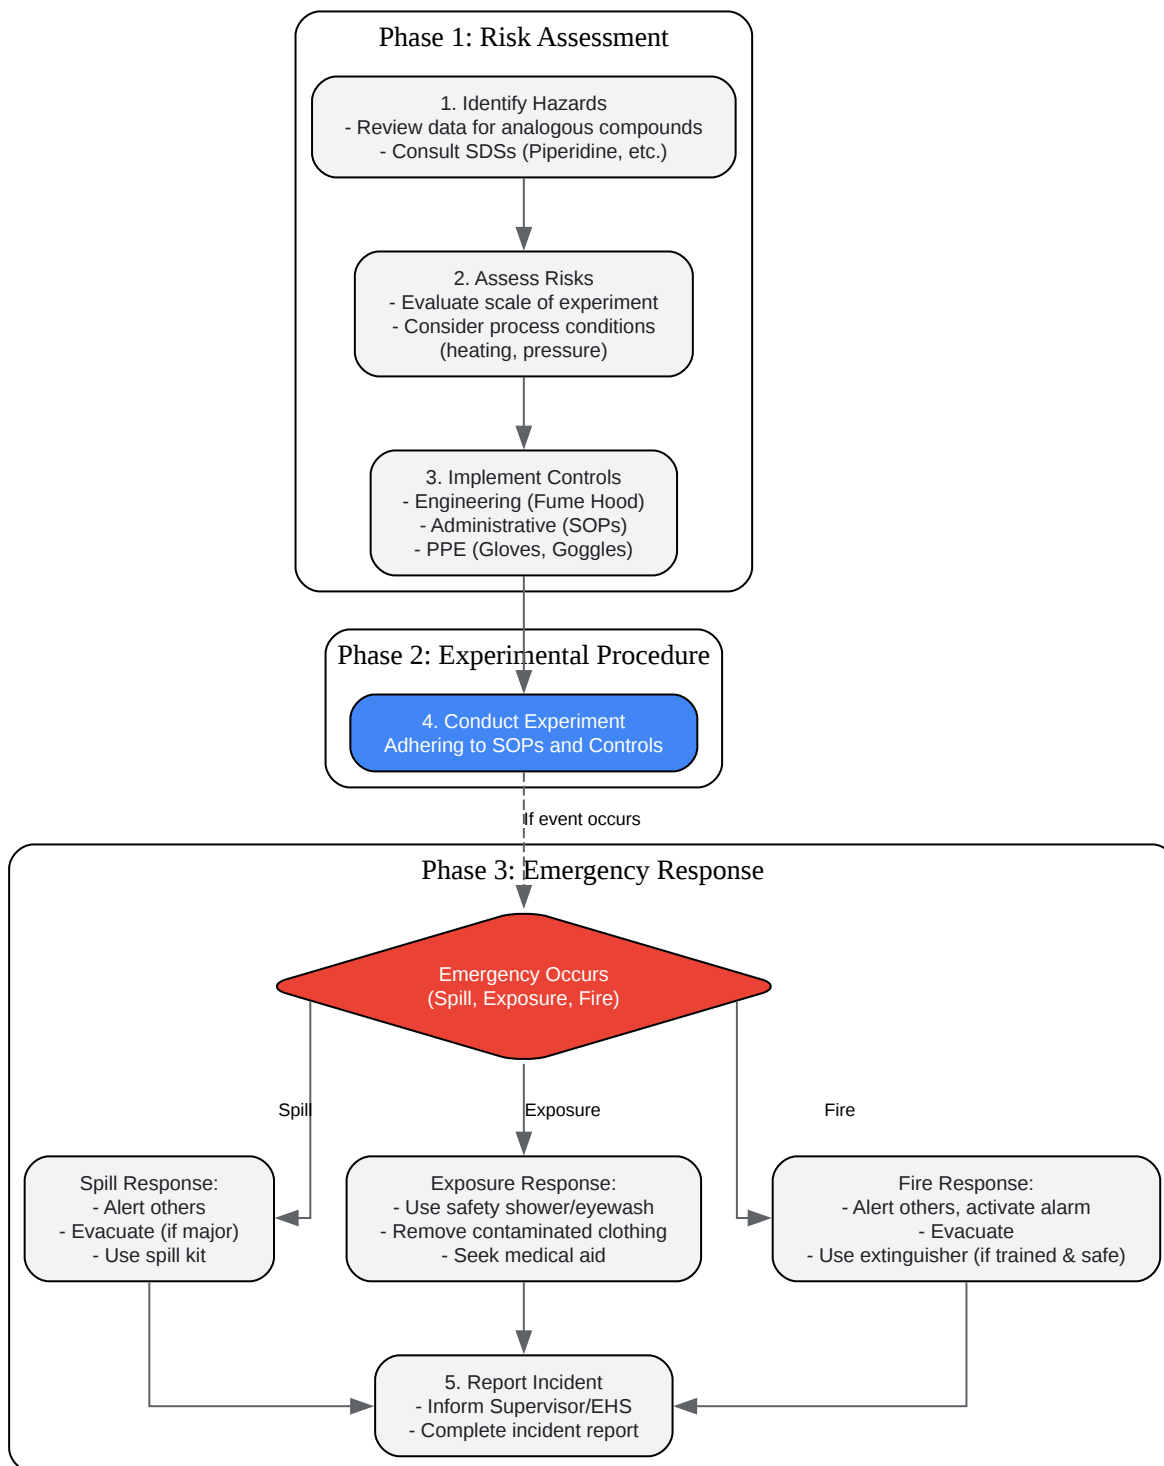 Phase 1: Risk Assessment
1. Identify Hazards
- Review data for analogous compounds
- Consult SDSs (Piperidine, etc.)
2. Assess Risks
- Evaluate scale of experiment
- Consider process conditions
(heating, pressure)
3. Implement Controls
- Engineering (Fume Hood)
- Administrative (SOPs)
- PPE (Gloves, Goggles)
Phase 2: Experimental Procedure
4. Conduct Experiment
Adhering to SOPs and Controls
If event occurs
Phase 3: Emergency Response
Emergency Occurs
(Spill, Exposure, Fire)
Spill
Exposure
Fire
Spill Response:
- Alert others
- Evacuate (if major)
- Use spill kit
Exposure Response:
- Use safety shower/eyewash
- Remove contaminated clothing
- Seek medical aid
Fire Response:
- Alert others, activate alarm
- Evacuate
- Use extinguisher (if trained & safe)
5. Report Incident
- Inform Supervisor/EHS
- Complete incident report